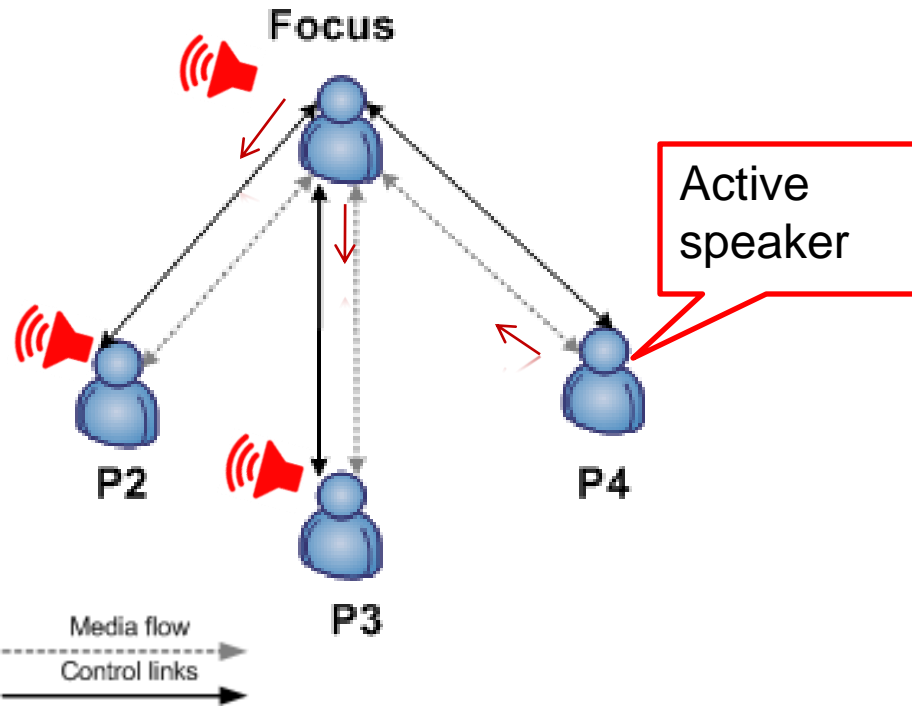 Focus
Active
speaker
P2
P4
P3
Media flow
Control links